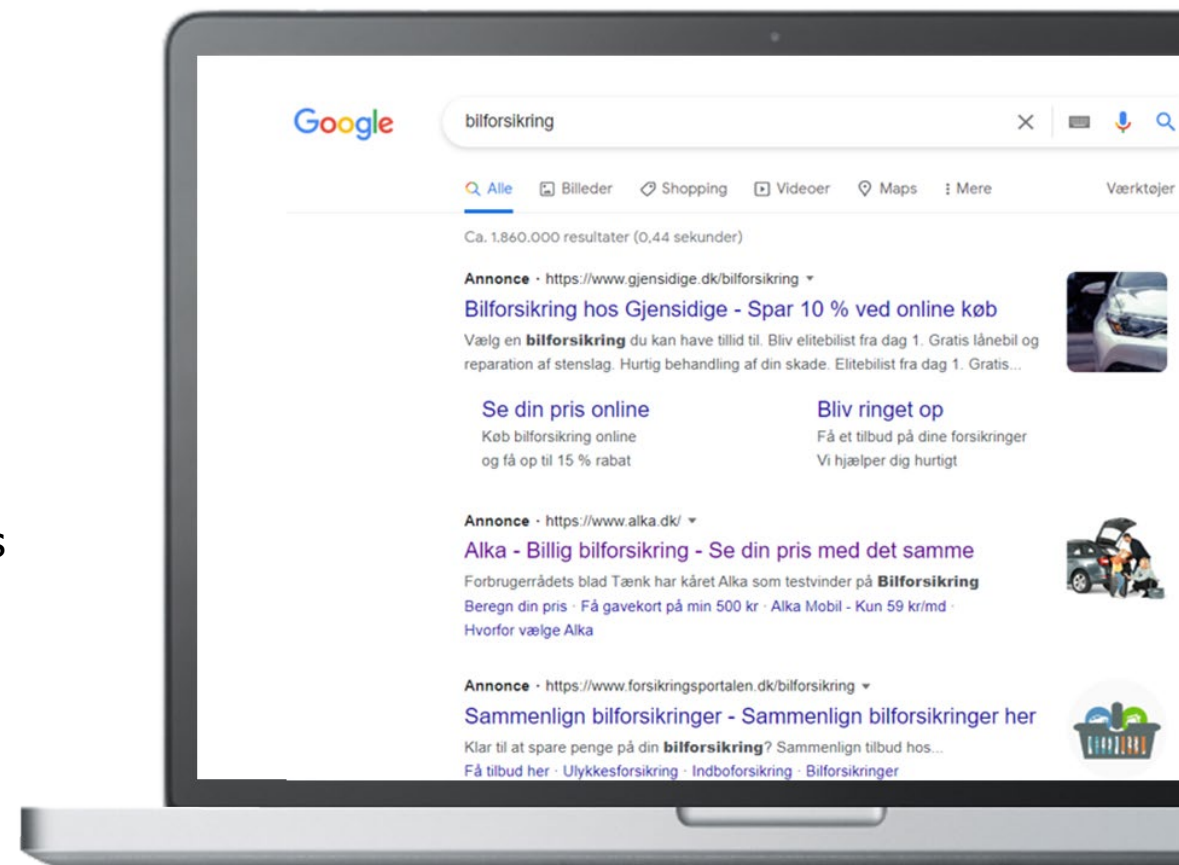 Google
bilforsikring
Alle Billeder Shopping Videoer Maps Mere Værktøjer
Ca. 1.860.000 resultater (0,44 sekunder)
Annonce · https://www.gjensidige.dk/bilforsikring
Bilforsikring hos Gjensidige - Spar 10 % ved online køb
Vælg en bilforsikring du kan have tillid til. Bliv elitebilist fra dag 1. Gratis lånebil og
reparation af stenslag. Hurtig behandling af din skade. Elitebilist fra dag 1. Gratis...
Se din pris online
Køb bilforsikring online
og få op til 15 % rabat
Bliv ringet op
Få et tilbud på dine forsikringer
Vi hjælper dig hurtigt
s
Annonce · https://www.alka.dk/
Alka - Billig bilforsikring - Se din pris med det samme
Forbrugerrådets blad Tænk har kåret Alka som testvinder på Bilforsikring
Beregn din pris · Få gavekort på min 500 kr · Alka Mobil - Kun 59 kr/md ·
Hvorfor vælge Alka
Annonce · https://www.forsikringsportalen.dk/bilforsikring
Sammenlign bilforsikringer - Sammenlign bilforsikringer her
Klar til at spare penge på din bilforsikring? Sammenlign tilbud hos...
Få tilbud her · Ulykkesforsikring · Indboforsikring · Bilforsikringer